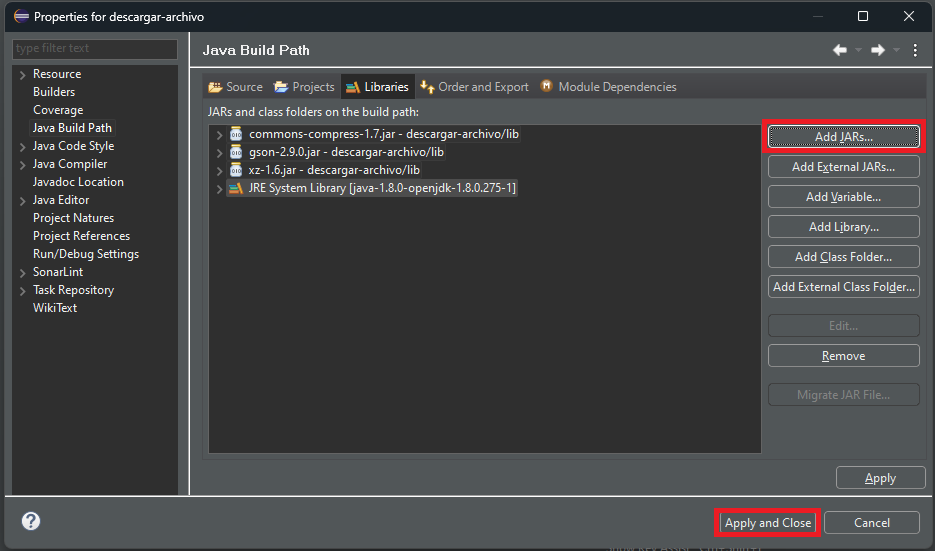 Properties for descargar-archivo
type filter text
Resource
Builders
Coverage
Java Build Path
Java Code Style
Java Compiler
Javadoc Location
Java Editor
Project Natures
Project References
Run/Debug Settings
SonarLint
Task Repository
WikiText
Java Build Path
Source Projects Libraries Order and Export Module Dependencies
JARs and class folders on the build path:
commons-compress-1.7.jar - descargar-archivo/lib
gson-2.9.0.jar - descargar-archivo/lib
xz-1.6.jar - descargar-archivo/lib
JRE System Library [java-1.8.0-openjdk-1.8.0.275-1]
Add JARs...
Add External JARs...
Add Variable...
Add Library...
Add Class Folder...
Add External Class Folder...
Edit...
Remove
Migrate JAR File...
Apply
Apply and Close
Cancel